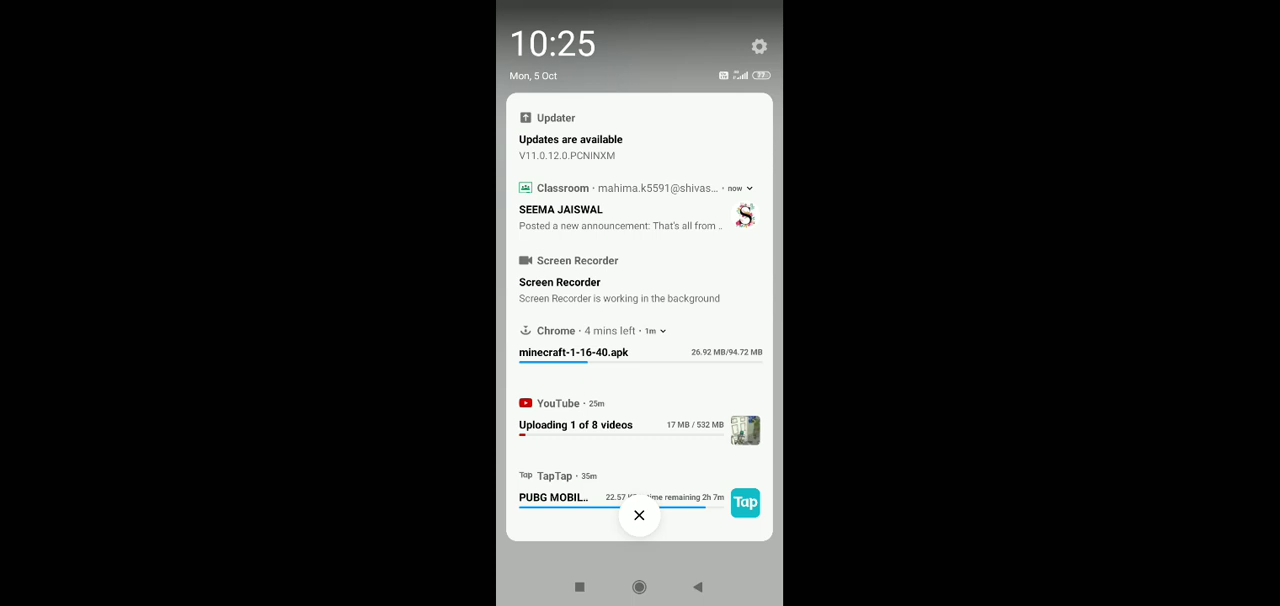 10:25
Mon, 5 Oct
77
Updater
Updates are available
V11.0.12.0.PCNINXM
Classroom · mahima.k5591@shivas... · now
SEEMA JAISWAL
Posted a new announcement: That's all from ..
Screen Recorder
Screen Recorder
Screen Recorder is working in the background
Chrome · 4 mins left · 1m
minecraft-1-16-40.apk 26.92 MB/94.72 MB
YouTube · 25m
Uploading 1 of 8 videos 17 MB / 532 MB
Tap TapTap · 35m
PUBG MOBIL.. 22.57 time remaining 2h 7m
Tap